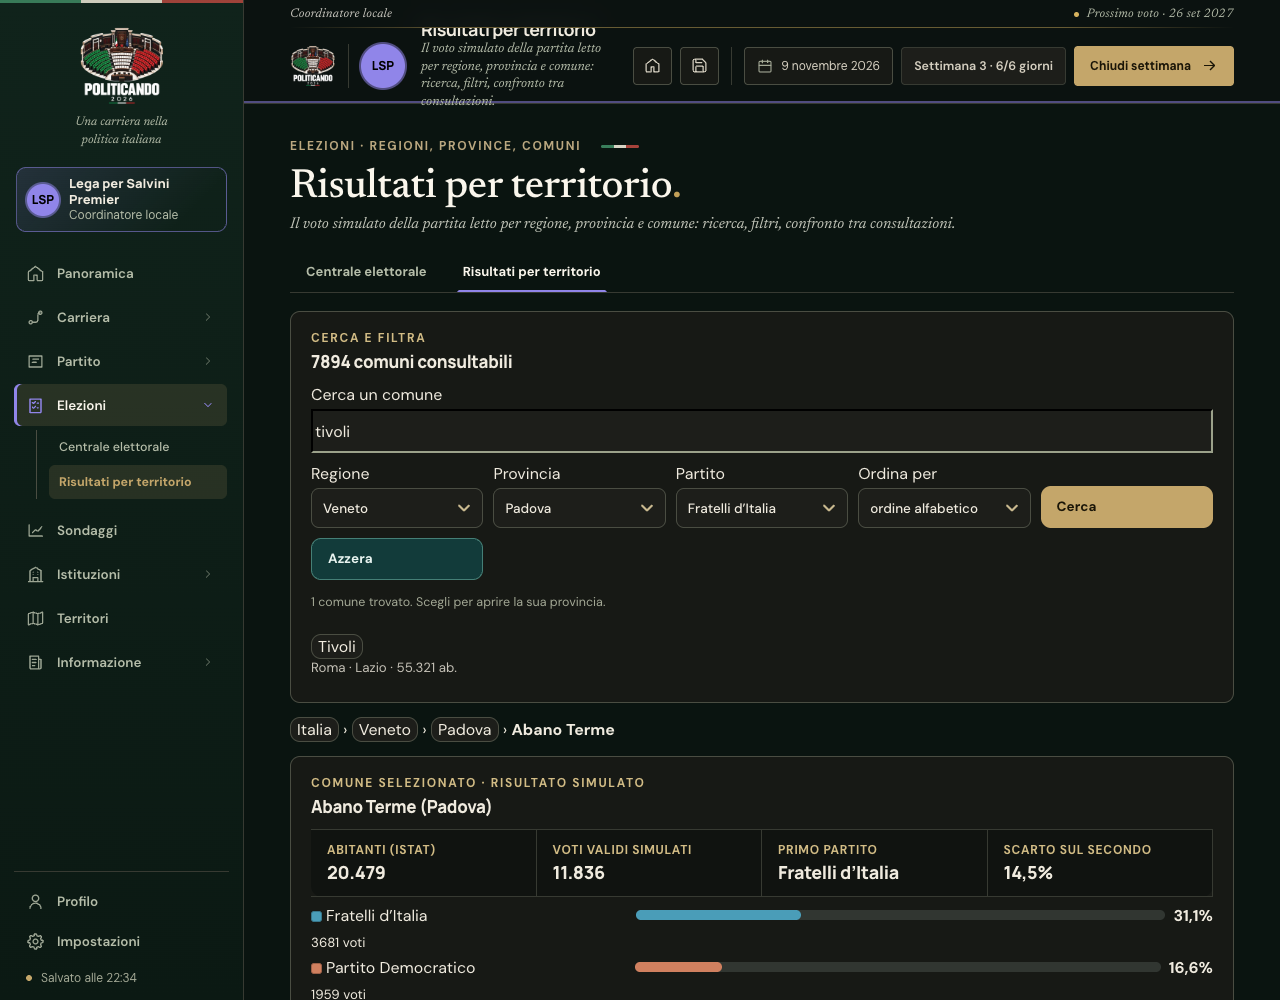 POLITICANDO
2026
Una carriera nella
politica italiana
LSP
Lega per Salvini
Premier
Coordinatore locale
Panoramica
Carriera
Partito
Elezioni
Centrale elettorale
Risultati per territorio
Sondaggi
Istituzioni
Territori
Informazione
Profilo
Impostazioni
Salvato alle 22:34
Coordinatore locale
Prossimo voto · 26 set 2027
POLITICANDO
LSP
Risultati per territorio
Il voto simulato della partita letto
per regione, provincia e comune:
ricerca, filtri, confronto tra
consultazioni.
9 novembre 2026
Settimana 3 · 6/6 giorni
Chiudi settimana
ELEZIONI · REGIONI, PROVINCE, COMUNI
Risultati per territorio.
Il voto simulato della partita letto per regione, provincia e comune: ricerca, filtri, confronto tra consultazioni.
Centrale elettorale
Risultati per territorio
CERCA E FILTRA
7894 comuni consultabili
Cerca un comune
tivoli
Regione
Provincia
Partito
Ordina per
Veneto
Padova
Fratelli d’Italia
ordine alfabetico
Cerca
Azzera
1 comune trovato. Scegli per aprire la sua provincia.
Tivoli
Roma · Lazio · 55.321 ab.
Italia › Veneto › Padova › Abano Terme
COMUNE SELEZIONATO · RISULTATO SIMULATO
Abano Terme (Padova)
ABITANTI (ISTAT)
20.479
VOTI VALIDI SIMULATI
11.836
PRIMO PARTITO
Fratelli d’Italia
SCARTO SUL SECONDO
14,5%
Fratelli d’Italia
31,1%
3681 voti
Partito Democratico
16,6%
1959 voti